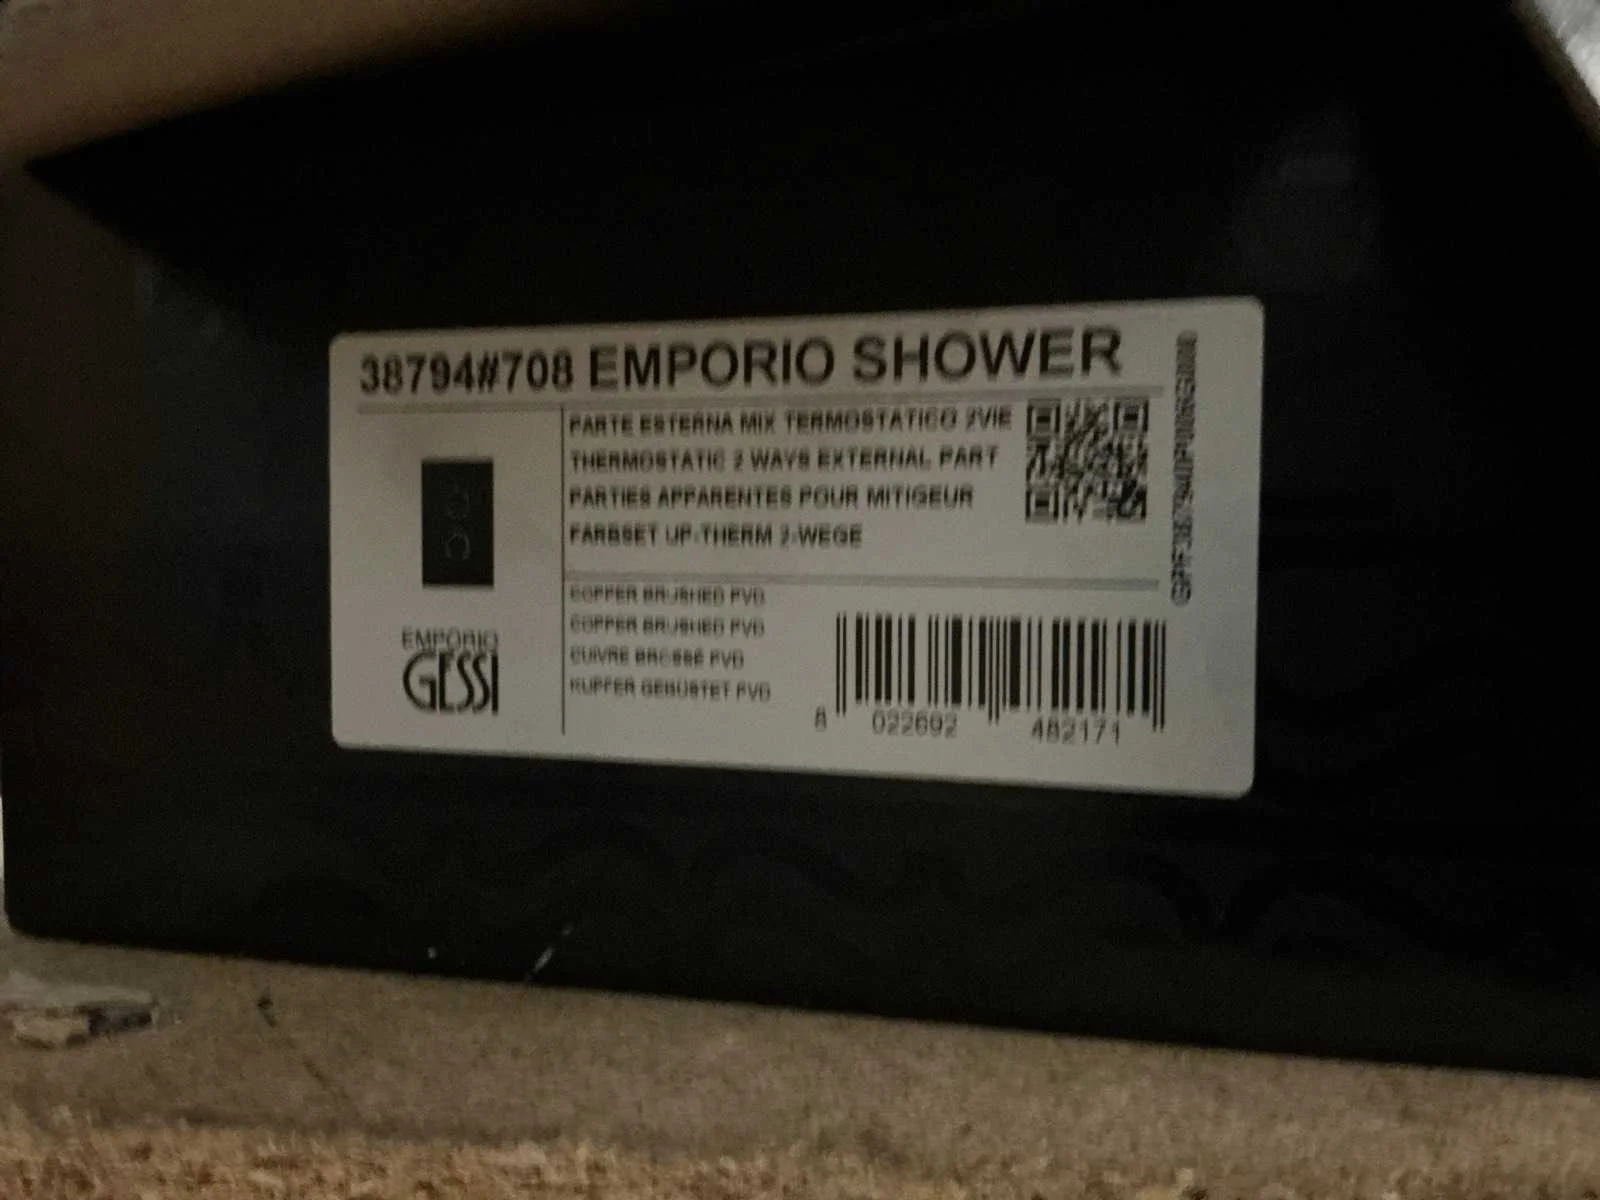 38794#708 EMPORIO SHOWER
PARTE ESTERNA MIX TERMOSTATICO 2VIE
THERMOSTATIC 2 WAYS EXTERNAL PART
PARTIES APPARENTES POUR MITIGEUR
FARBSET UP-THERM 2-WEGE
EMPORIO
GESSI
COPPER BRUSHED PVD
COPPER BRUSHED PVD
CUIVRE BROSSÉ PVD
KUPFER GEBÜSTET PVD
8 022692 482171